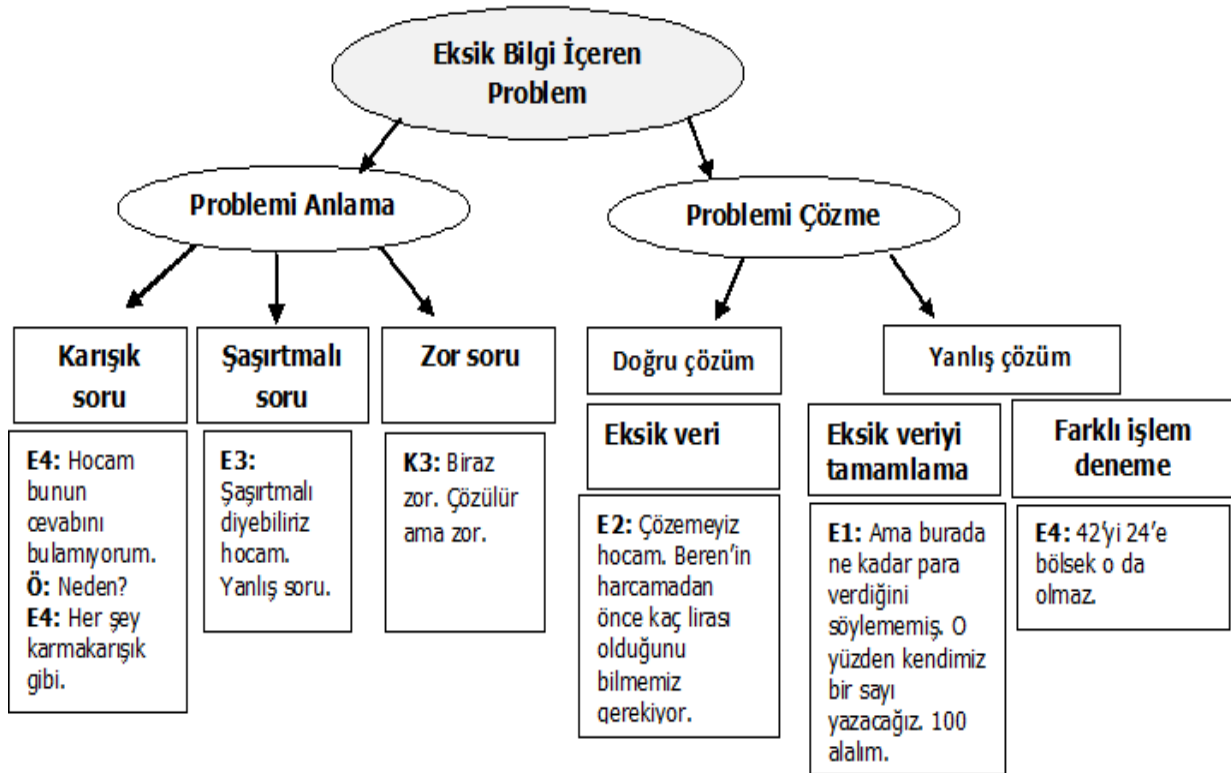 Eksik Bilgi İçeren
Problem
Problemi Anlama
Problemi Çözme
Karışık
soru
Şaşırtmalı
soru
Zor soru
Doğru çözüm
Yanlış çözüm
Eksik veri
Eksik veriyi
tamamlama
Farklı işlem
deneme
E4: Hocam
bunun
cevabını
bulamıyorum.
Ö: Neden?
E4: Her şey
karmakarışık
gibi.
E3:
Şaşırtmalı
diyebiliriz
hocam.
Yanlış soru.
K3: Biraz
zor. Çözülür
ama zor.
E2: Çözemeyiz
hocam. Beren’in
harcamadan
önce kaç lirası
olduğunu
bilmemiz
gerekiyor.
E1: Ama burada
ne kadar para
verdiğini
söylememiş. O
yüzden kendimiz
bir sayı
yazacağız. 100
alalım.
E4: 42’yi 24’e
bölsek o da
olmaz.